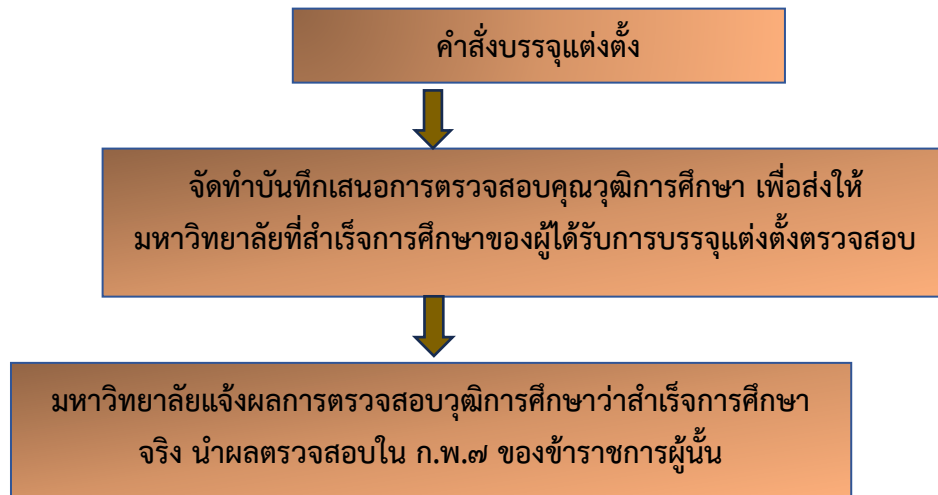 คำสั่งบรรจุแต่งตั้ง
จัดทำบันทึกเสนอการตรวจสอบคุณวุฒิการศึกษา เพื่อส่งให้
มหาวิทยาลัยที่สำเร็จการศึกษาของผู้ได้รับการบรรจุแต่งตั้งตรวจสอบ
มหาวิทยาลัยแจ้งผลการตรวจสอบวุฒิการศึกษาว่าสำเร็จการศึกษา
จริง นำผลตรวจสอบใน ก.พ.๗ ของข้าราชการผู้นั้น